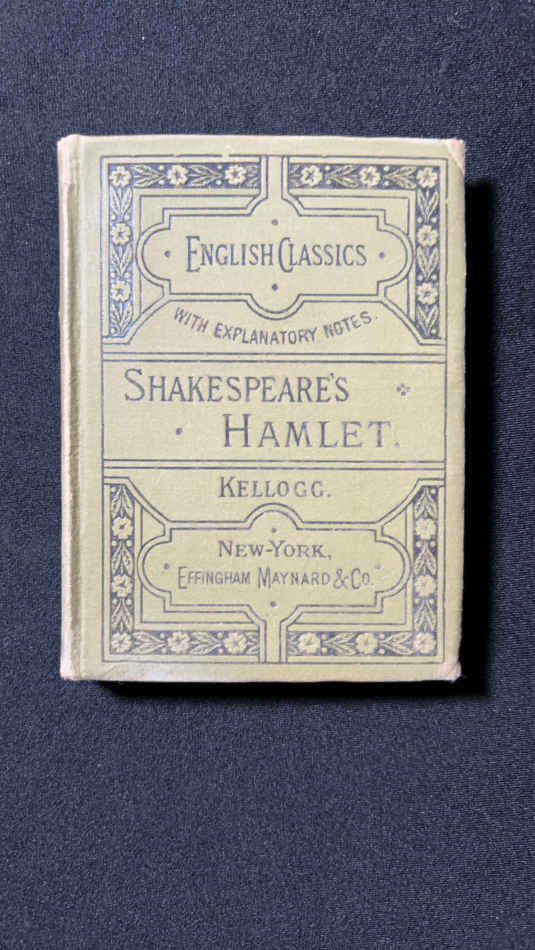 ENGLISH CLASSICS
WITH EXPLANATORY NOTES.
SHAKESPEARE'S
HAMLET.
KELLOGG.
NEW-YORK,
EFFINGHAM MAYNARD & CO.